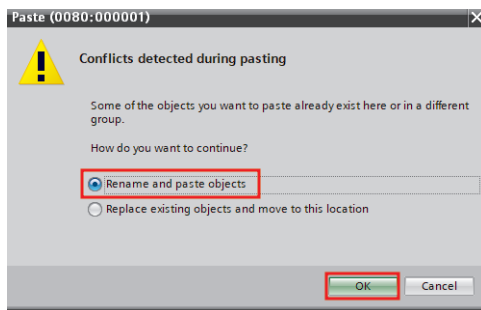 Paste (0080:000001)
Conflicts detected during pasting
Some of the objects you want to paste already exist here or in a different
group.
How do you want to continue?
Rename and paste objects
Replace existing objects and move to this location
OK Cancel